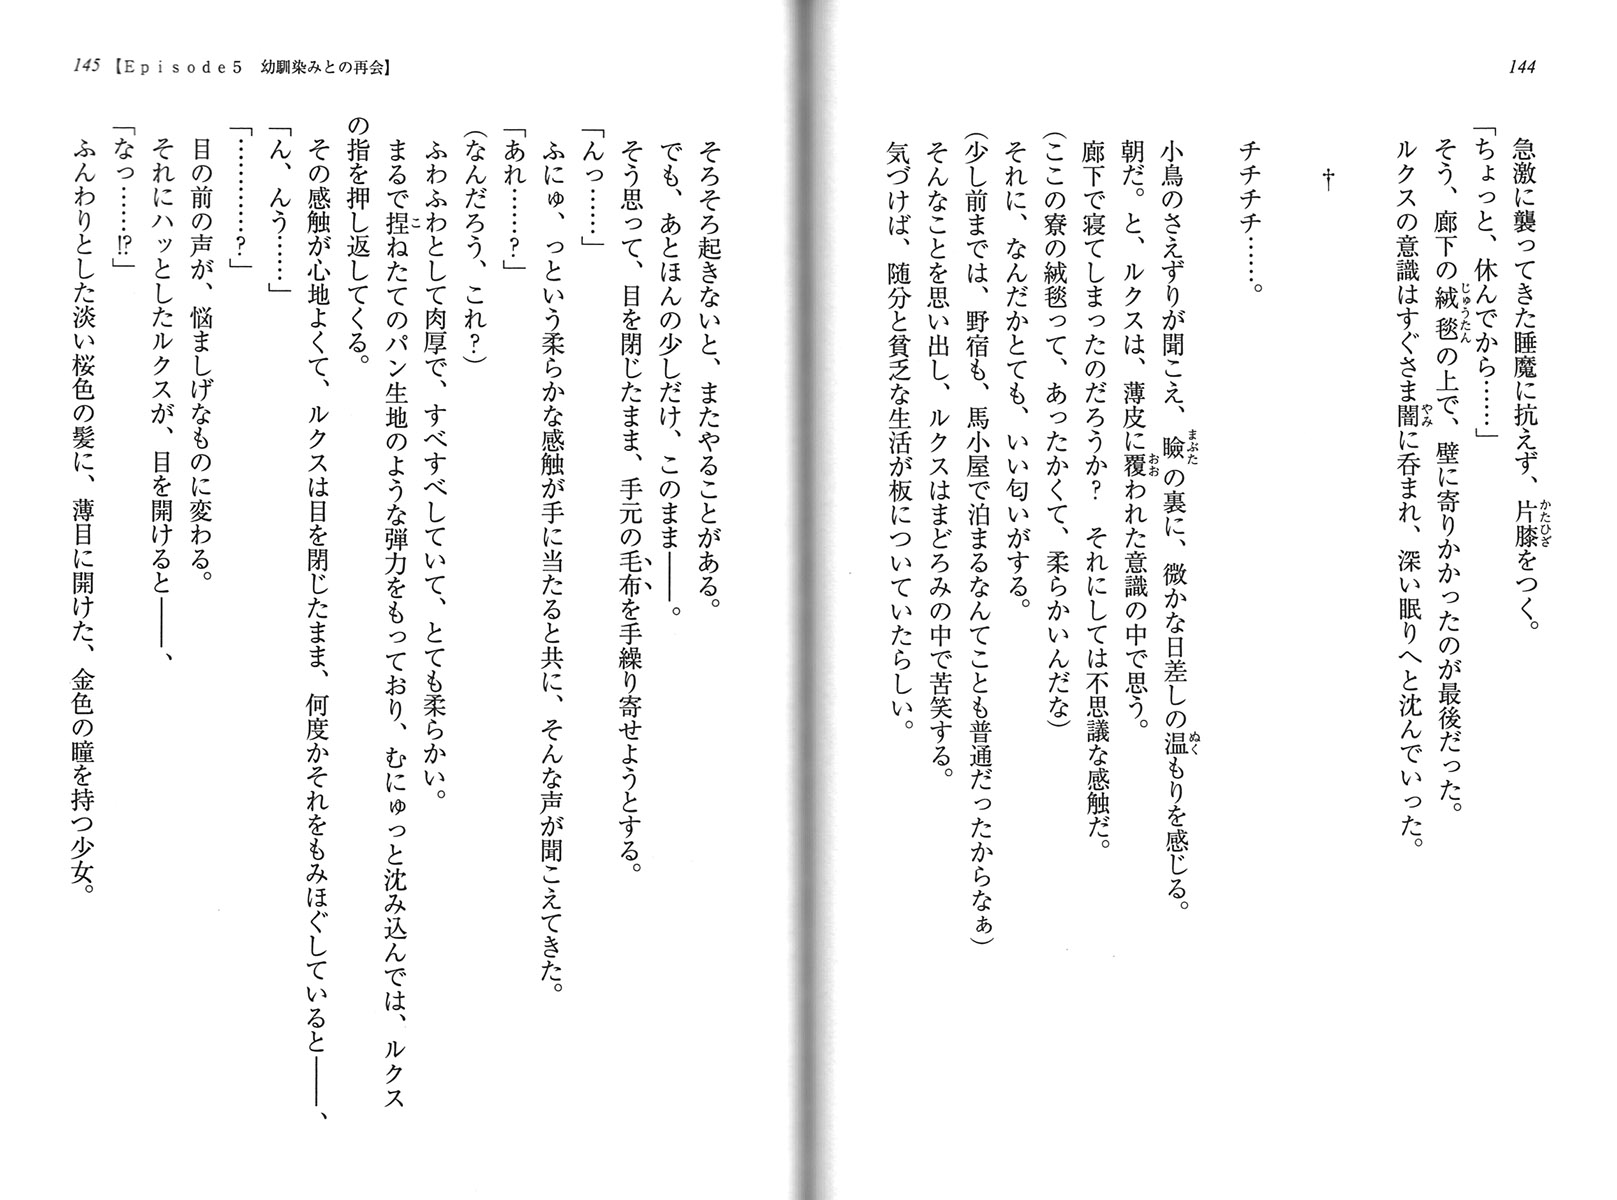 144
急激に襲ってきた睡魔に抗えず、片膝をつく。
「ちょっと、休んでから……」
そう、廊下の絨毯の上で、壁に寄りかかったのが最後だった。
ルクスの意識はすぐさま闇に呑まれ、深い眠りへと沈んでいった。
†
チチチチ……。
小鳥のさえずりが聞こえ、瞼の裏に、微かな日差しの温もりを感じる。
朝だ。と、ルクスは、薄皮に覆われた意識の中で思う。
廊下で寝てしまったのだろうか？　それにしては不思議な感触だ。
（ここの寮の絨毯って、あったかくて、柔らかいんだな）
それに、なんだかとても、いい匂いがする。
（少し前までは、野宿も、馬小屋で泊まるなんてことも普通だったからなぁ）
そんなことを思い出し、ルクスはまどろみの中で苦笑する。
気づけば、随分と貧乏な生活が板についていたらしい。
145【Episode5　幼馴染みとの再会】
そろそろ起きないと、またやることがある。
でも、あとほんの少しだけ、このまま――。
そう思って、目を閉じたまま、手元の毛布を手繰り寄せようとする。
「んっ……」
ふにゅ、っという柔らかな感触が手に当たると共に、そんな声が聞こえてきた。
「あれ……？」
（なんだろう、これ？）
ふわふわとして肉厚で、すべすべしていて、とても柔らかい。
まるで捏ねたてのパン生地のような弾力をもっており、むにゅっと沈み込んでは、ルクス
の指を押し返してくる。
その感触が心地よくて、ルクスは目を閉じたまま、何度かそれをもみほぐしていると――、
「ん、んう……」
「…………？」
目の前の声が、悩ましげなものに変わる。
それにハッとしたルクスが、目を開けると――、
「なっ……!?」
ふんわりとした淡い桜色の髪に、薄目に開けた、金色の瞳を持つ少女。